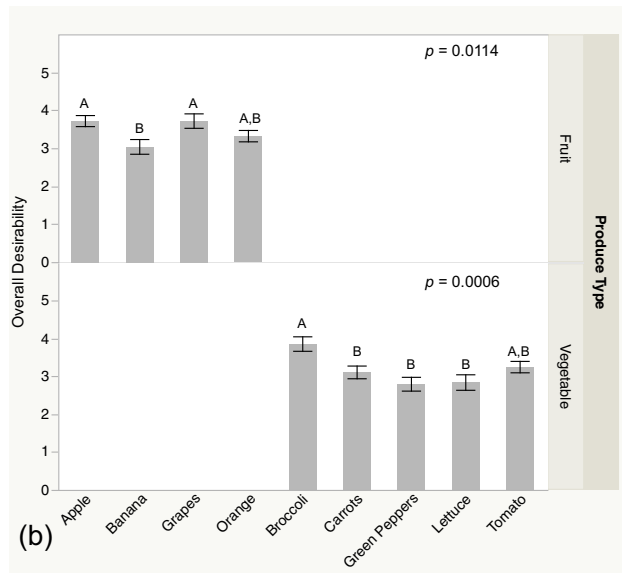 p = 0.0114
5
4
3
2
1
0
A
B
A
A,B
Fruit
Overall Desirability
Produce Type
p = 0.0006
5
4
3
2
1
0
A
B
B
B
A,B
Vegetable
Apple
Banana
Grapes
Orange
Broccoli
Carrots
Green Peppers
Lettuce
Tomato
(b)